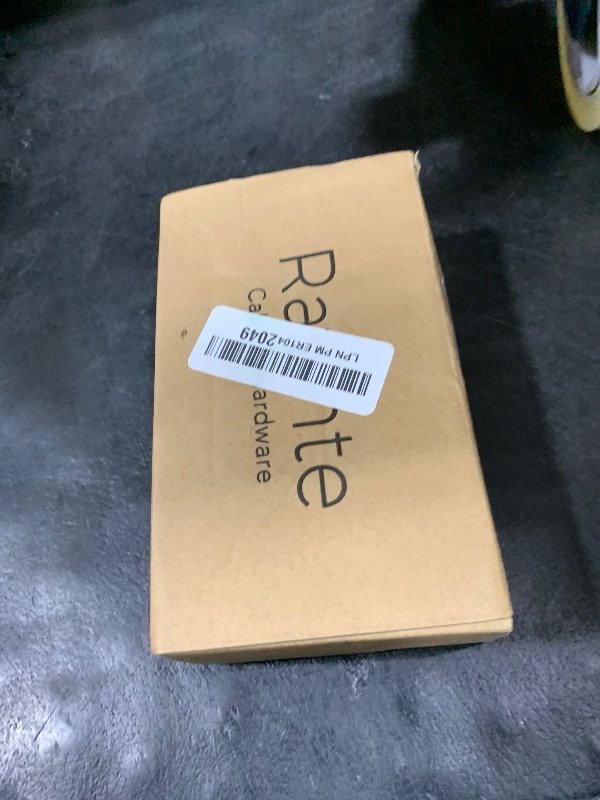 Ra nte
Ca ardware
LPN PM ER1042049